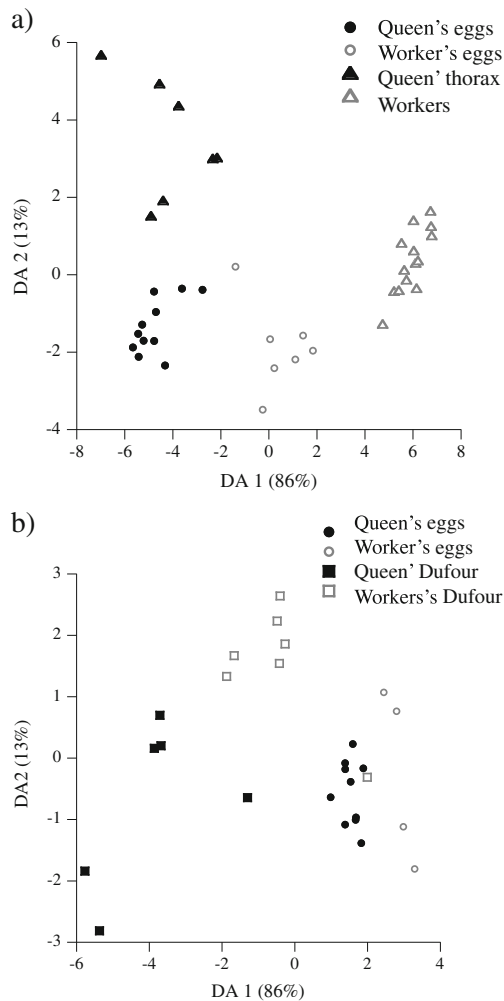 a)
Queen's eggs
Worker's eggs
Queen' thorax
Workers
6
4
2
0
-2
-4
DA 2 (13%)
-8 -6 -4 -2 0 2 4 6 8
DA 1 (86%)
b)
Queen's eggs
Worker's eggs
Queen' Dufour
Workers's Dufour
3
2
1
0
-1
-2
-3
DA2 (13%)
-6 -4 -2 0 2 4
DA 1 (86%)